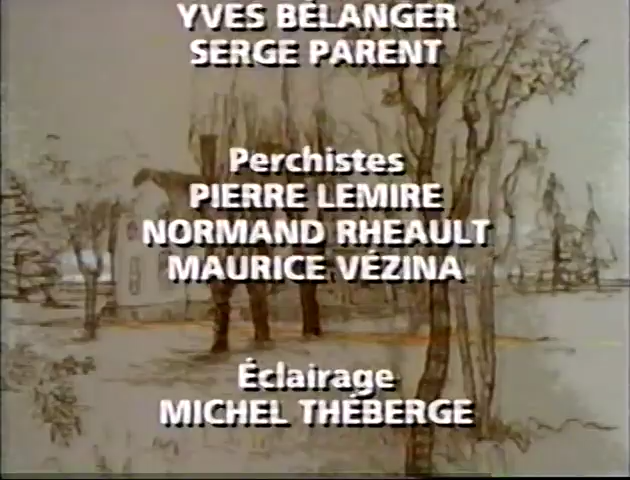 YVES BÉLANGER
SERGE PARENT
Perchistes
PIERRE LEMIRE
NORMAND RHEAULT
MAURICE VÉZINA
Éclairage
MICHEL THÉBERGE